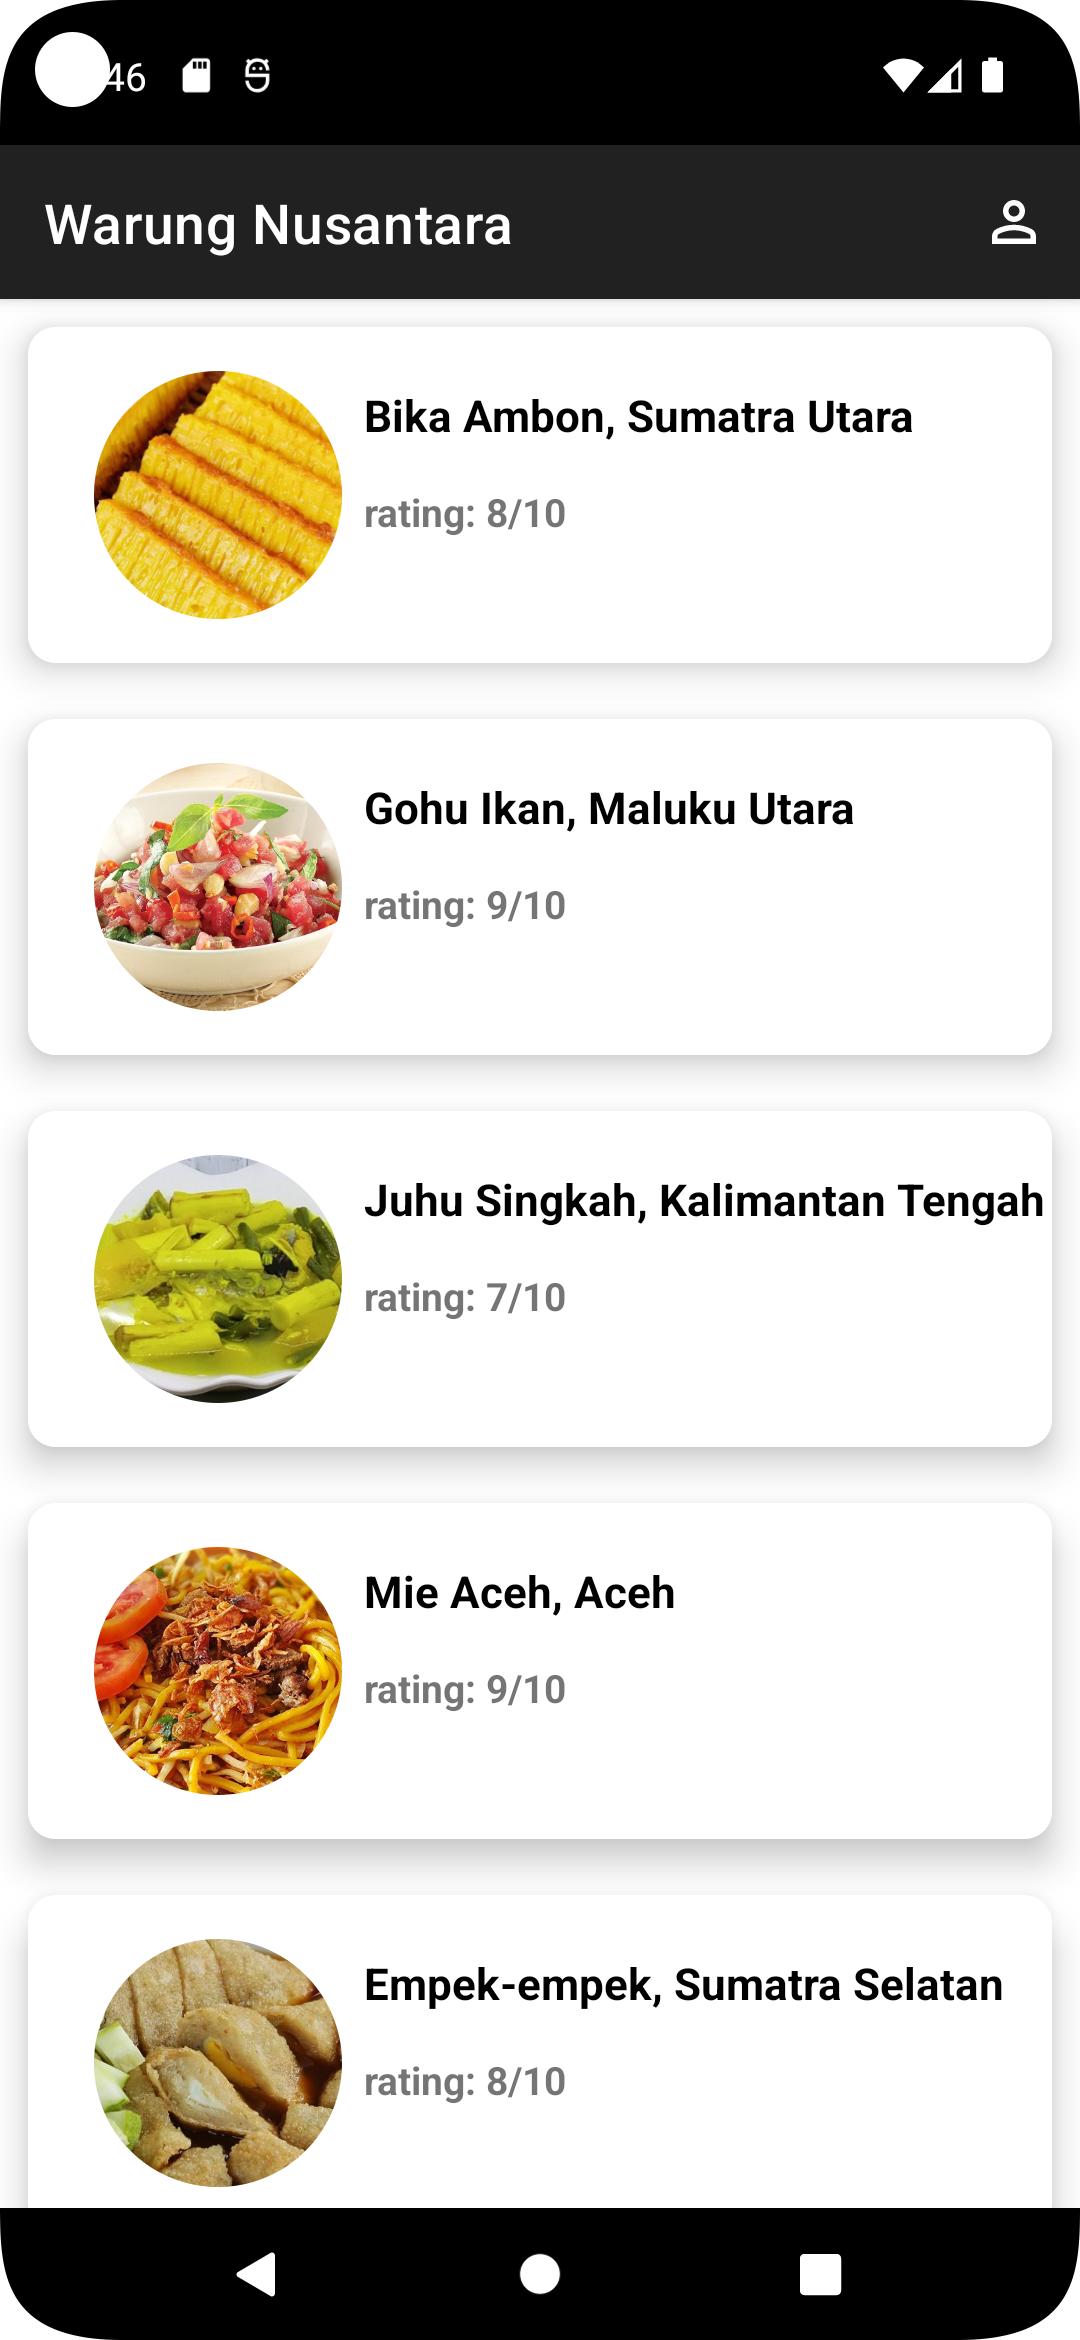 46
Warung Nusantara
Bika Ambon, Sumatra Utara
rating: 8/10
Gohu Ikan, Maluku Utara
rating: 9/10
Juhu Singkah, Kalimantan Tengah
rating: 7/10
Mie Aceh, Aceh
rating: 9/10
Empek-empek, Sumatra Selatan
rating: 8/10